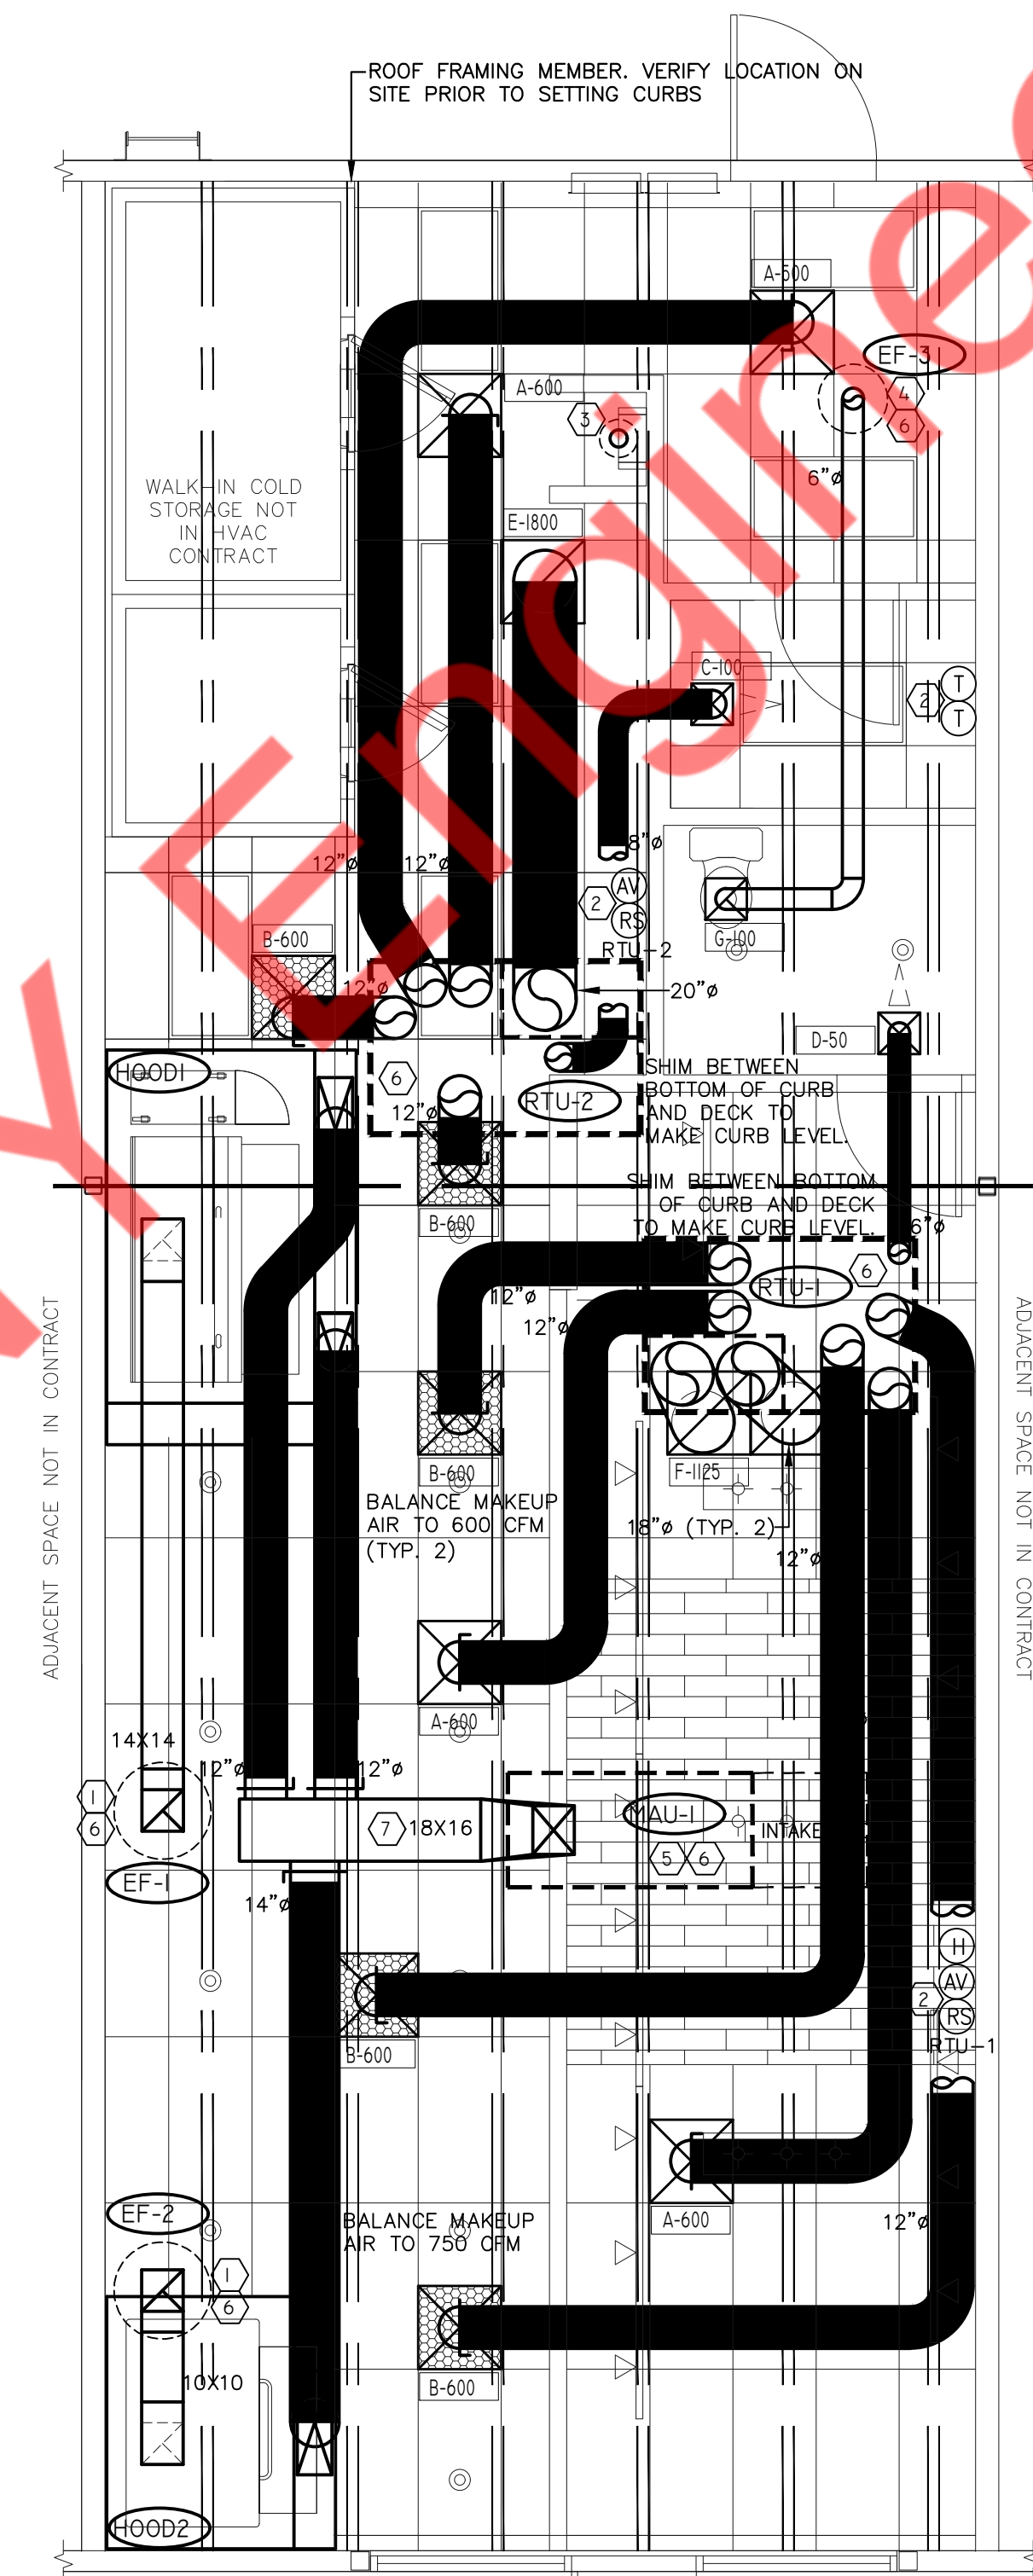 ROOF FRAMING MEMBER. VERIFY LOCATION ON
SITE PRIOR TO SETTING CURBS
A-500
EF-3
A-600
4
3
6
6"ø
WALK-IN COLD
STORAGE NOT
IN HVAC
CONTRACT
E-1800
C-100
2
T
T
12"ø
12"ø
8"ø
AV
2
RS
RTU-2
B-600
G-100
12"ø
20"ø
D-50
HOOD1
6
RTU-2
12"ø
SHIM BETWEEN
BOTTOM OF CURB
AND DECK TO
MAKE CURB LEVEL.
SHIM BETWEEN BOTTOM
OF CURB AND DECK
TO MAKE CURB LEVEL.
B-600
6"ø
6
RTU-1
12"ø
12"ø
ADJACENT SPACE NOT IN CONTRACT
ADJACENT SPACE NOT IN CONTRACT
B-600
F-1125
BALANCE MAKEUP
AIR TO 600 CFM
(TYP. 2)
18"ø (TYP. 2)
12"ø
A-600
14X14
12"ø
12"ø
1
6
7
18X16
MAU-1
INTAKE
5
6
EF-1
14"ø
H
AV
2
RS
RTU-1
B-600
A-600
12"ø
EF-2
BALANCE MAKEUP
AIR TO 750 CFM
1
6
10X10
B-600
HOOD2
Y Engine